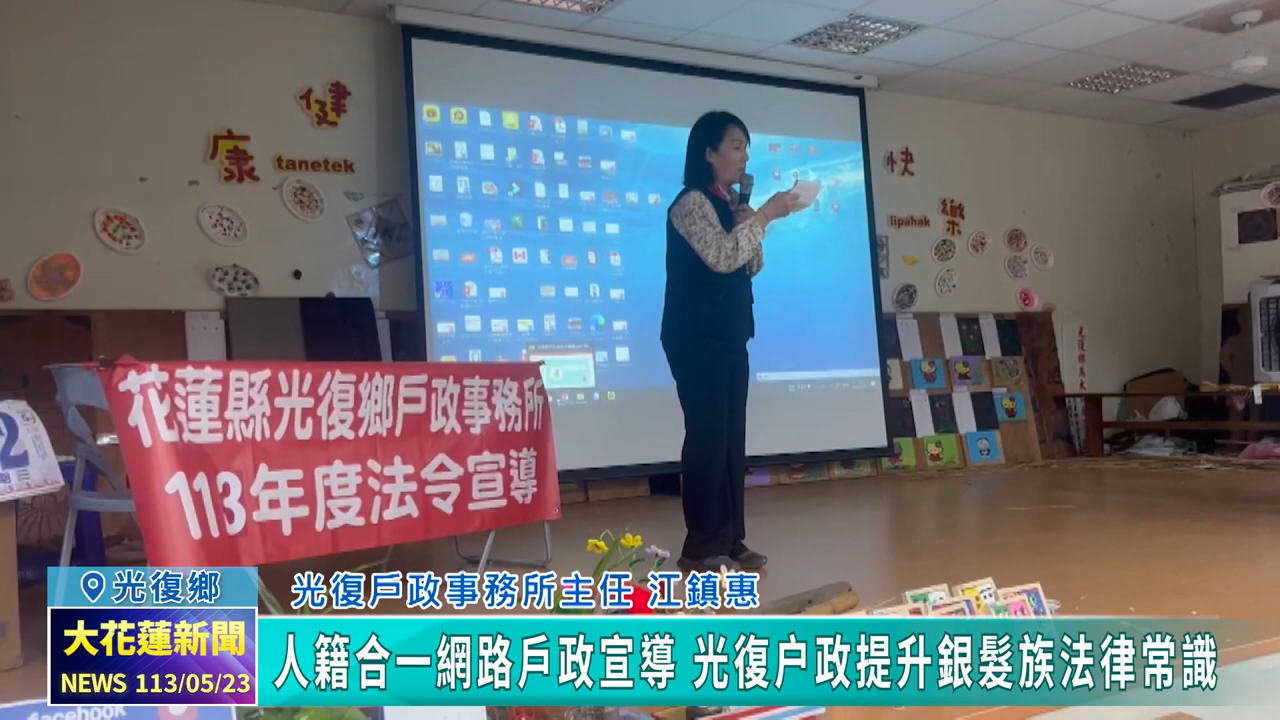 健
康
tanetek
快
樂
lipahak
花蓮縣光復鄉戶政事務所
113年度法令宣導
2
光復鄉
光復戶政事務所主任 江鎮惠
大花蓮新聞
NEWS 113/05/23
人籍合一網路戶政宣導 光復户政提升銀髮族法律常識
facebook